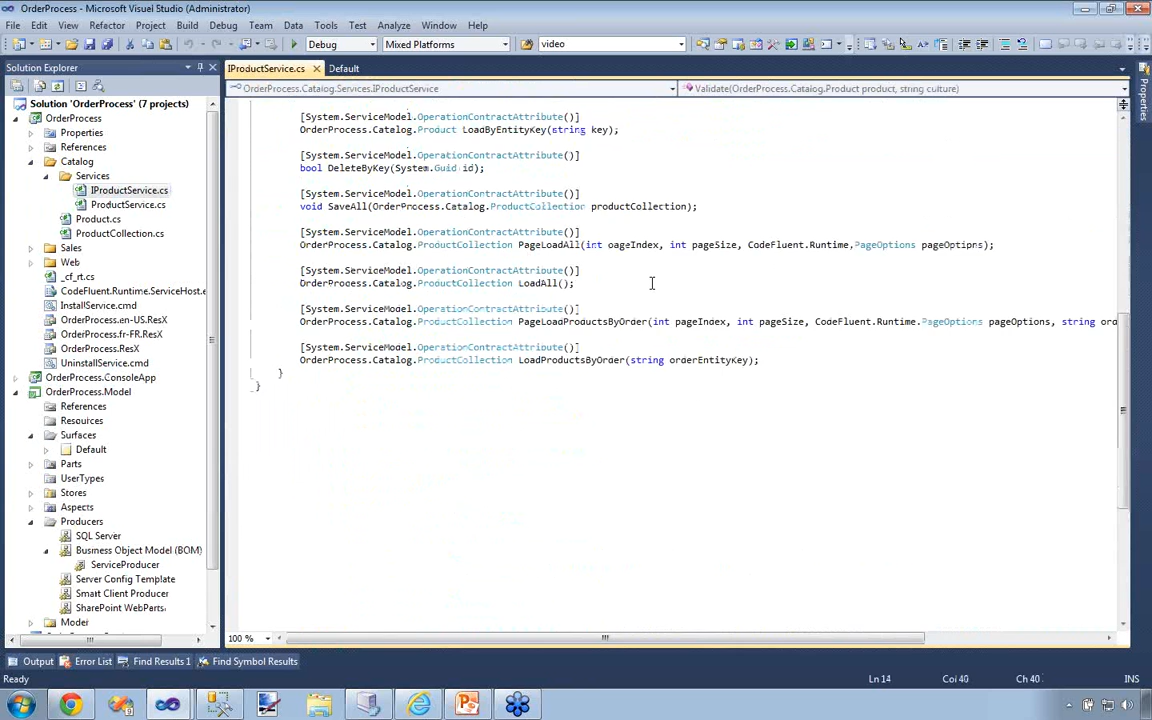 OrderProcess - Microsoft Visual Studio (Administrator)
File Edit View Refactor Project Build Debug Team Data Tools Test Analyze Window Help
Debug Mixed Platforms video
Solution Explorer
IProductService.cs Default
OrderProcess.Catalog.Services.IProductService Validate(OrderProcess.Catalog.Product product, string culture)
Solution 'OrderProcess' (7 projects)
OrderProcess
Properties
References
Catalog
Services
IProductService.cs
ProductService.cs
Product.cs
ProductCollection.cs
Sales
Web
_cf_rt.cs
CodeFluent.Runtime.ServiceHost.e
InstallService.cmd
OrderProcess.en-US.ResX
OrderProcess.fr-FR.ResX
OrderProcess.ResX
UninstallService.cmd
OrderProcess.ConsoleApp
OrderProcess.Model
References
Resources
Surfaces
Default
Parts
UserTypes
Stores
Aspects
Producers
SQL Server
Business Object Model (BOM)
ServiceProducer
Server Config Template
Smart Client Producer
SharePoint WebParts
Model
[System.ServiceModel.OperationContractAttribute()]
OrderProcess.Catalog.Product LoadByEntityKey(string key);
[System.ServiceModel.OperationContractAttribute()]
bool DeleteByKey(System.Guid id);
[System.ServiceModel.OperationContractAttribute()]
void SaveAll(OrderProcess.Catalog.ProductCollection productCollection);
[System.ServiceModel.OperationContractAttribute()]
OrderProcess.Catalog.ProductCollection PageLoadAll(int pageIndex, int pageSize, CodeFluent.Runtime.PageOptions pageOptions);
[System.ServiceModel.OperationContractAttribute()]
OrderProcess.Catalog.ProductCollection LoadAll();
[System.ServiceModel.OperationContractAttribute()]
OrderProcess.Catalog.ProductCollection PageLoadProductsByOrder(int pageIndex, int pageSize, CodeFluent.Runtime.PageOptions pageOptions, string ord
[System.ServiceModel.OperationContractAttribute()]
OrderProcess.Catalog.ProductCollection LoadProductsByOrder(string orderEntityKey);
}
}
Properties
100 %
Output Error List Find Results 1 Find Symbol Results
Ready Ln 14 Col 40 Ch 40 INS